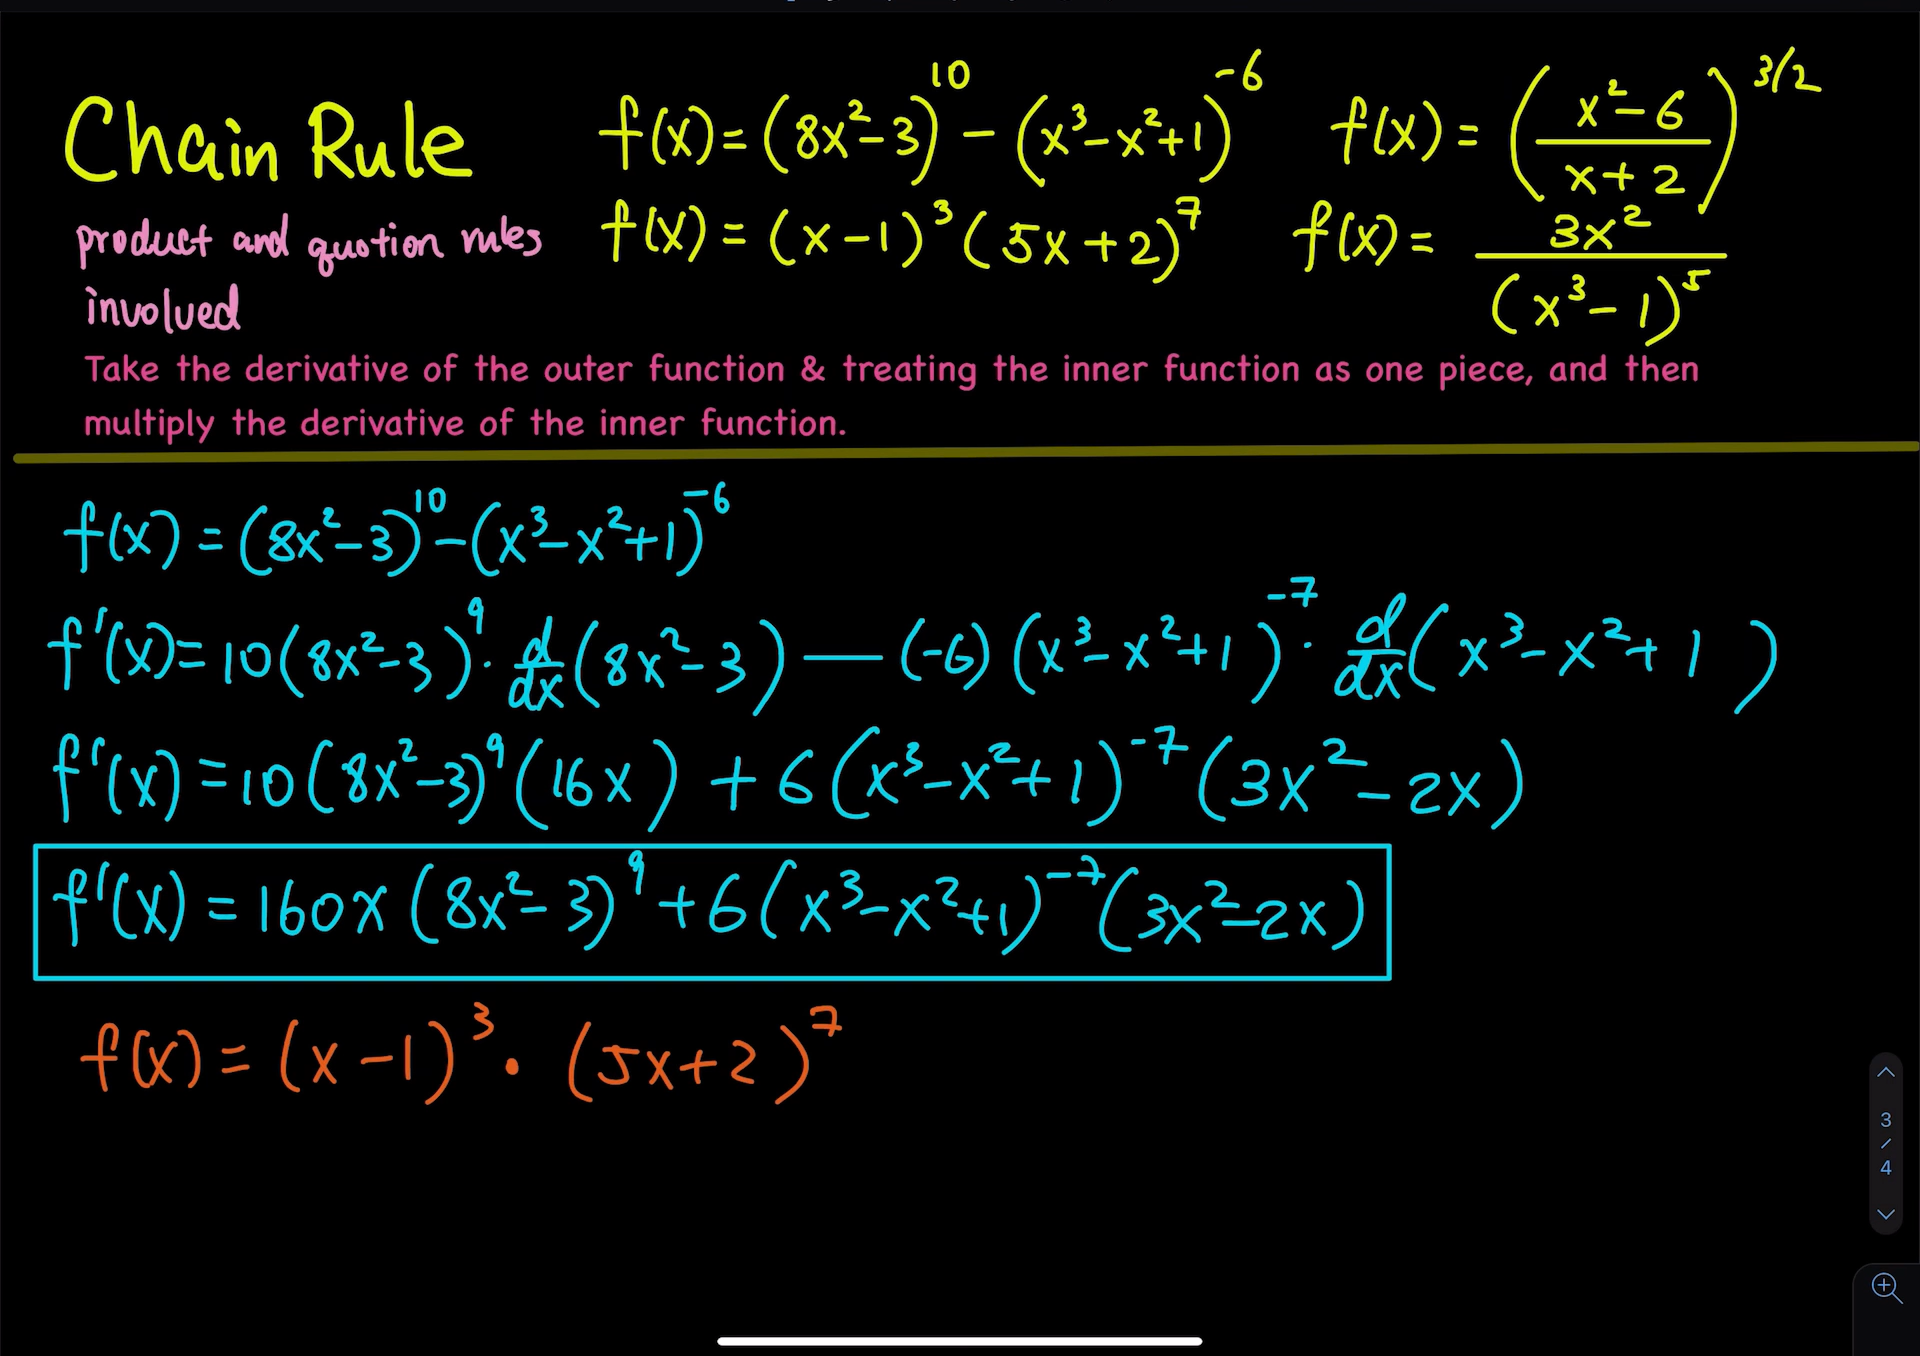 Chain Rule
f(x) = (8x²-3)¹⁰ - (x³-x²+1)⁻⁶
f(x) = ((x²-6)/(x+2))^(3/2)
product and quotion rules
involved
f(x) = (x-1)³(5x+2)⁷
f(x) = 3x²/(x³-1)⁵
Take the derivative of the outer function & treating the inner function as one piece, and then
multiply the derivative of the inner function.
f(x) = (8x²-3)¹⁰-(x³-x²+1)⁻⁶
f'(x)= 10(8x²-3)⁹· d/dx(8x²-3) — (-6)(x³-x²+1)⁻⁷· d/dx(x³-x²+1)
f'(x) = 10(8x²-3)⁹(16x) + 6(x³-x²+1)⁻⁷(3x²-2x)
f'(x) = 160x(8x²-3)⁹+6(x³-x²+1)⁻⁷(3x²-2x)
f(x) = (x-1)³ · (5x+2)⁷
3
/
4